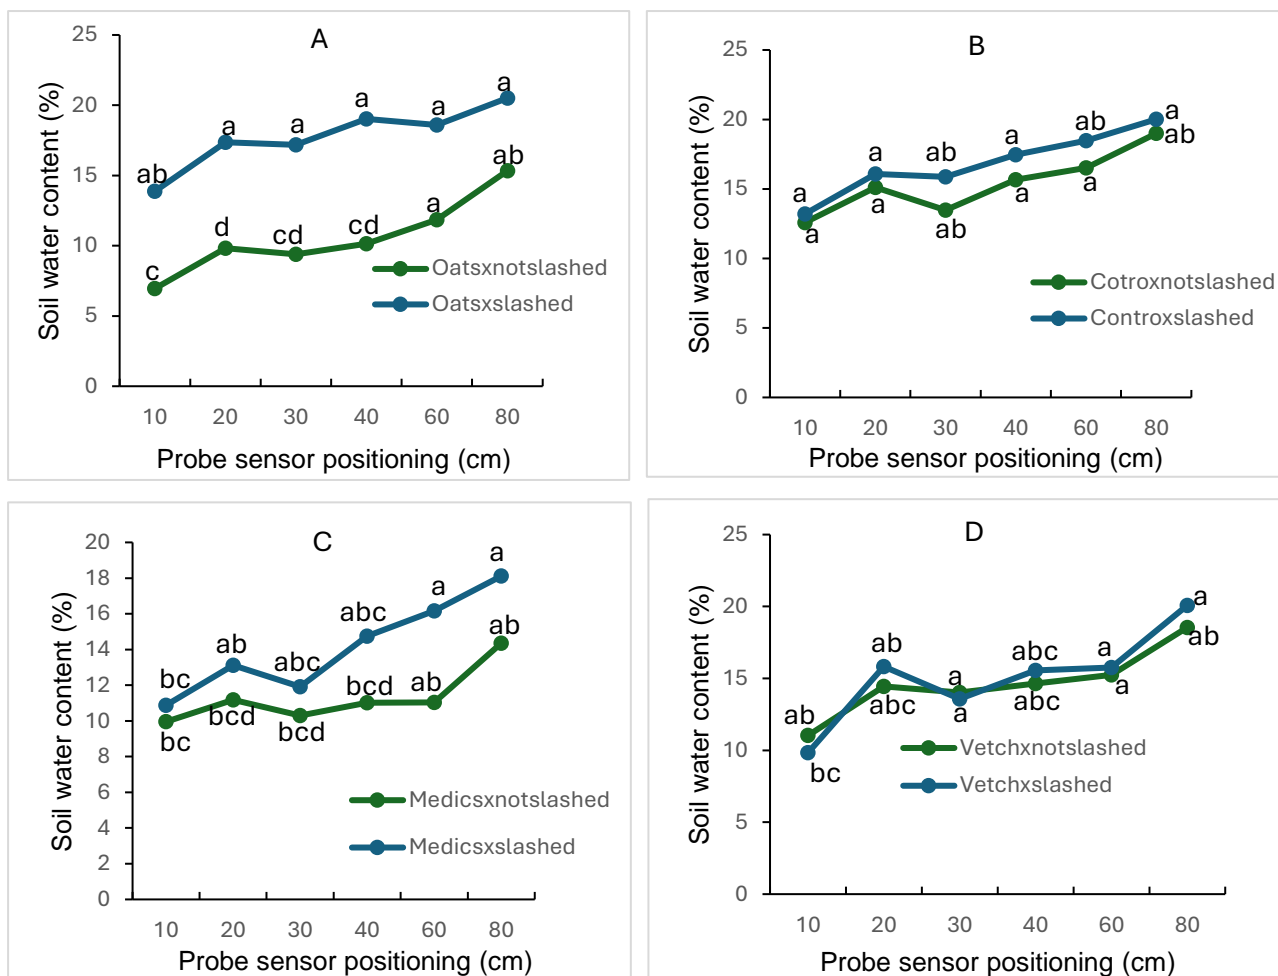 A
Soil water content (%)
25
20
15
10
5
0
ab
a
a
a
a
a
c
d
cd
cd
a
ab
Oatsxnotslashed
Oatsxslashed
10 20 30 40 60 80
Probe sensor positioning (cm)
B
Soil water content (%)
25
20
15
10
5
0
a
a
ab
a
ab
a
a
a
ab
a
a
ab
Cotroxnotslashed
Controxslashed
10 20 30 40 60 80
Probe sensor positioning (cm)
C
Soil water content (%)
20
18
16
14
12
10
8
6
4
2
0
bc
ab
abc
abc
a
a
bc
bcd
bcd
bcd
ab
ab
Medicsxnotslashed
Medicsxslashed
10 20 30 40 60 80
Probe sensor positioning (cm)
D
Soil water content (%)
25
20
15
10
5
0
ab
ab
a
abc
a
a
bc
abc
a
abc
a
ab
Vetchxnotslashed
Vetchxslashed
10 20 30 40 60 80
Probe sensor positioning (cm)